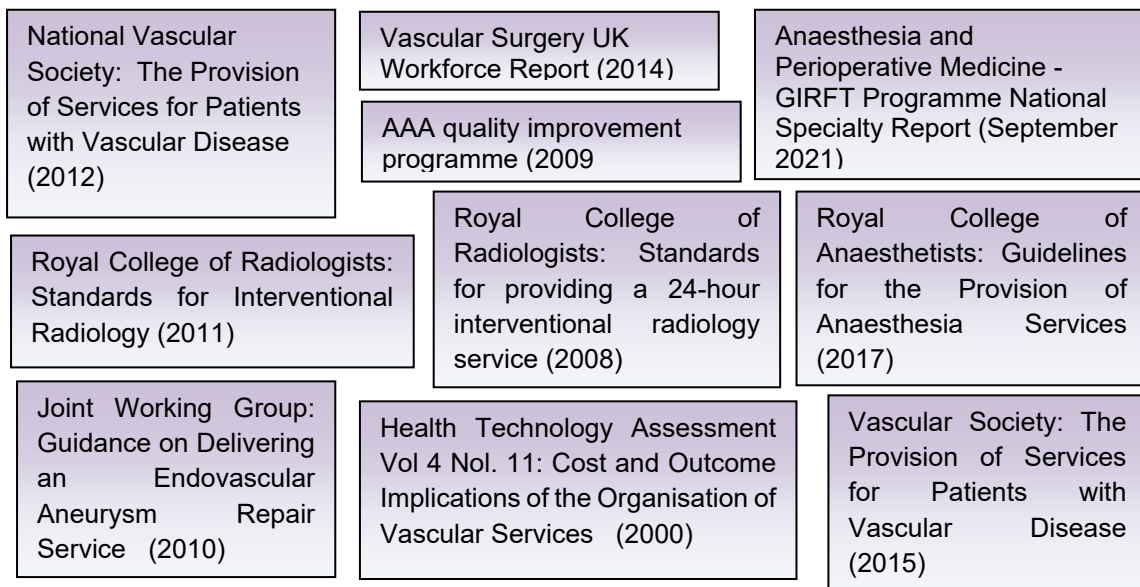 National Vascular
Society: The Provision
of Services for Patients
with Vascular Disease
(2012)
Vascular Surgery UK
Workforce Report (2014)
Anaesthesia and
Perioperative Medicine -
GIRFT Programme National
Specialty Report (September
2021)
AAA quality improvement
programme (2009
Royal College of Radiologists:
Standards for Interventional
Radiology (2011)
Royal College of
Radiologists: Standards
for providing a 24-hour
interventional radiology
service (2008)
Royal College of
Anaesthetists: Guidelines
for the Provision of
Anaesthesia Services
(2017)
Joint Working Group:
Guidance on Delivering
an Endovascular
Aneurysm Repair
Service (2010)
Health Technology Assessment
Vol 4 Nol. 11: Cost and Outcome
Implications of the Organisation of
Vascular Services (2000)
Vascular Society: The
Provision of Services
for Patients with
Vascular Disease
(2015)